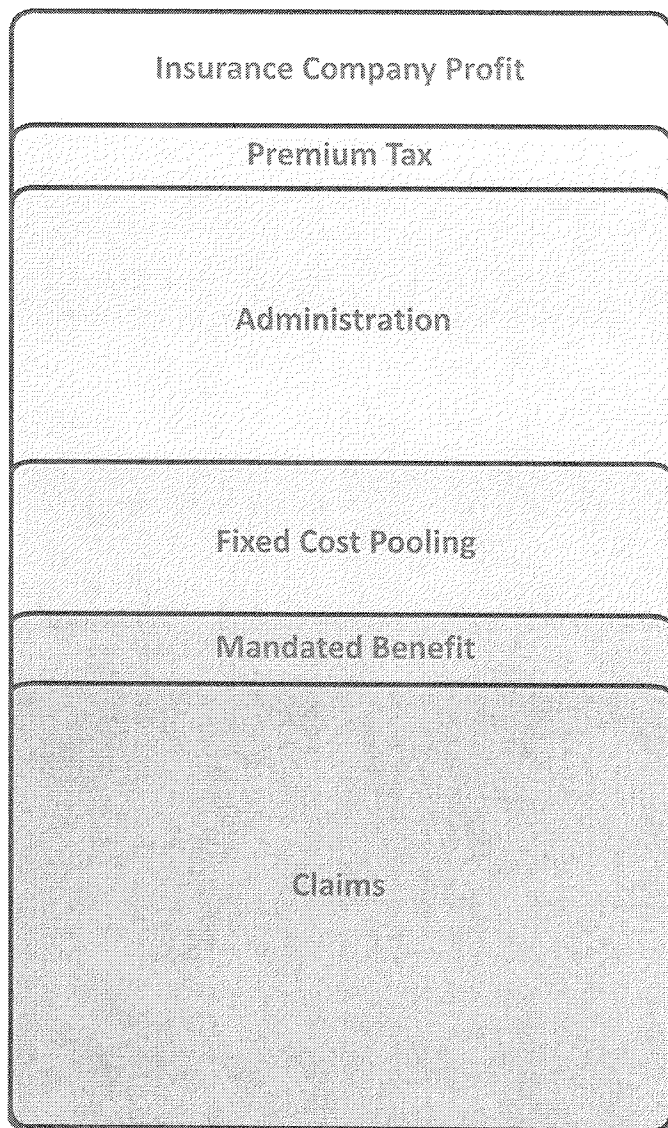 Insurance Company Profit
Premium Tax
Administration
Fixed Cost Pooling
Mandated Benefit
Claims